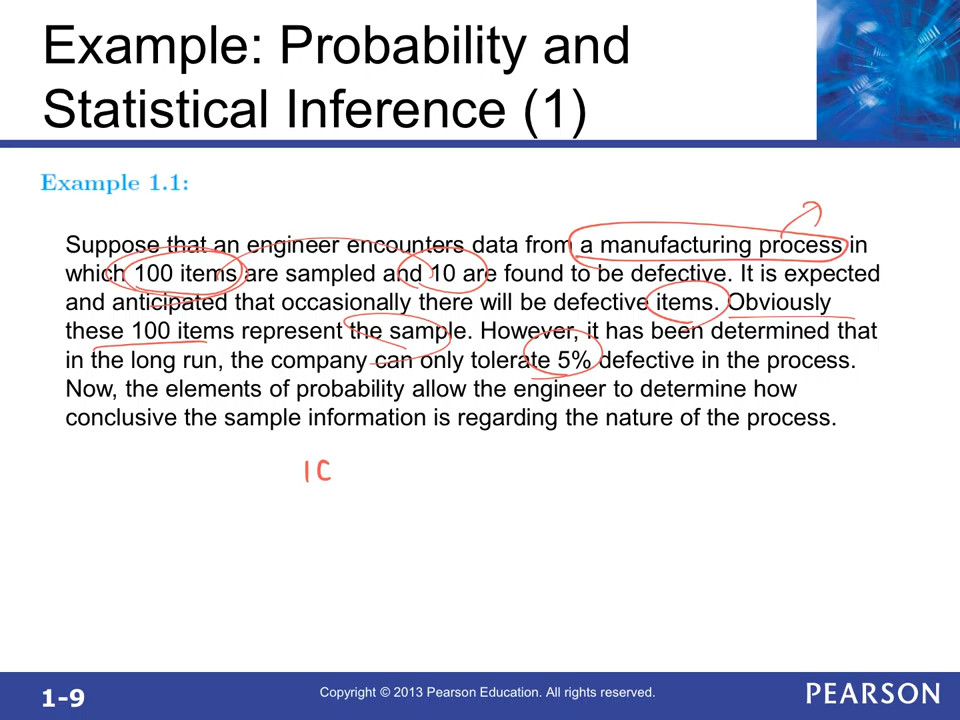 Example: Probability and
Statistical Inference (1)
Example 1.1:
Suppose that an engineer encounters data from a manufacturing process in
which 100 items are sampled and 10 are found to be defective. It is expected
and anticipated that occasionally there will be defective items. Obviously
these 100 items represent the sample. However, it has been determined that
in the long run, the company can only tolerate 5% defective in the process.
Now, the elements of probability allow the engineer to determine how
conclusive the sample information is regarding the nature of the process.
1-9
Copyright © 2013 Pearson Education. All rights reserved.
PEARSON